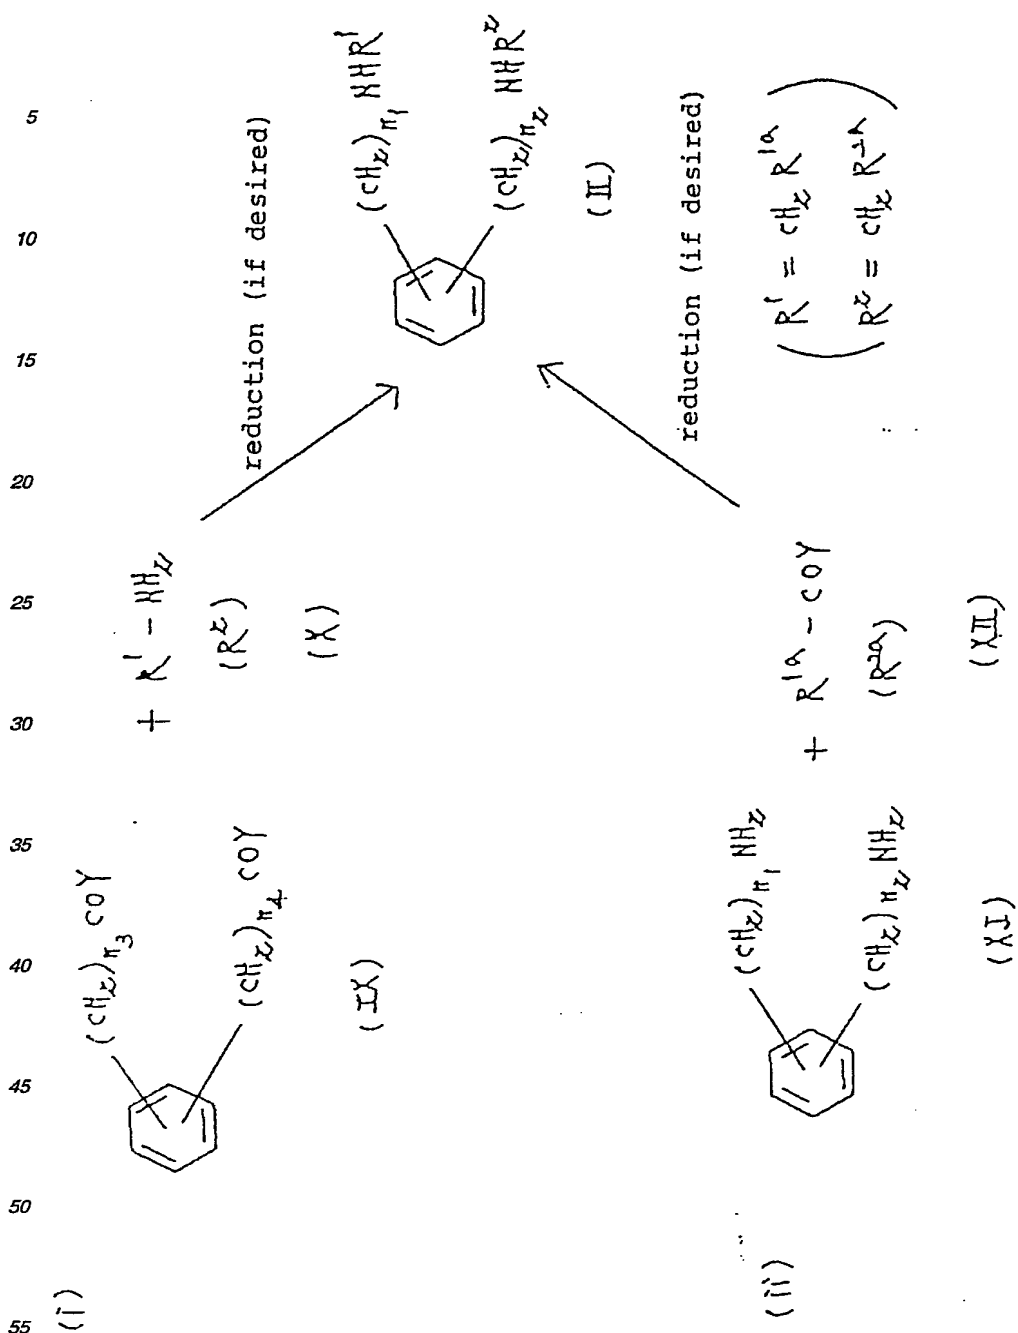 (i)
(CH₂)n₃ COY
(CH₂)n₄ COY
(IX)
+ R¹ - NH₂
(R²)
(X)
reduction (if desired)
(CH₂)n₁ NHR¹
(CH₂)n₂ NHR²
(II)
(ii)
(CH₂)n₁ NH₂
(CH₂)n₂ NH₂
(XI)
+ R¹ᵃ - COY
(R²ᵃ)
(XII)
reduction (if desired)
(R¹ = CH₂ R¹ᵃ
R² = CH₂ R²ᵃ)
5
10
15
20
25
30
35
40
45
50
55